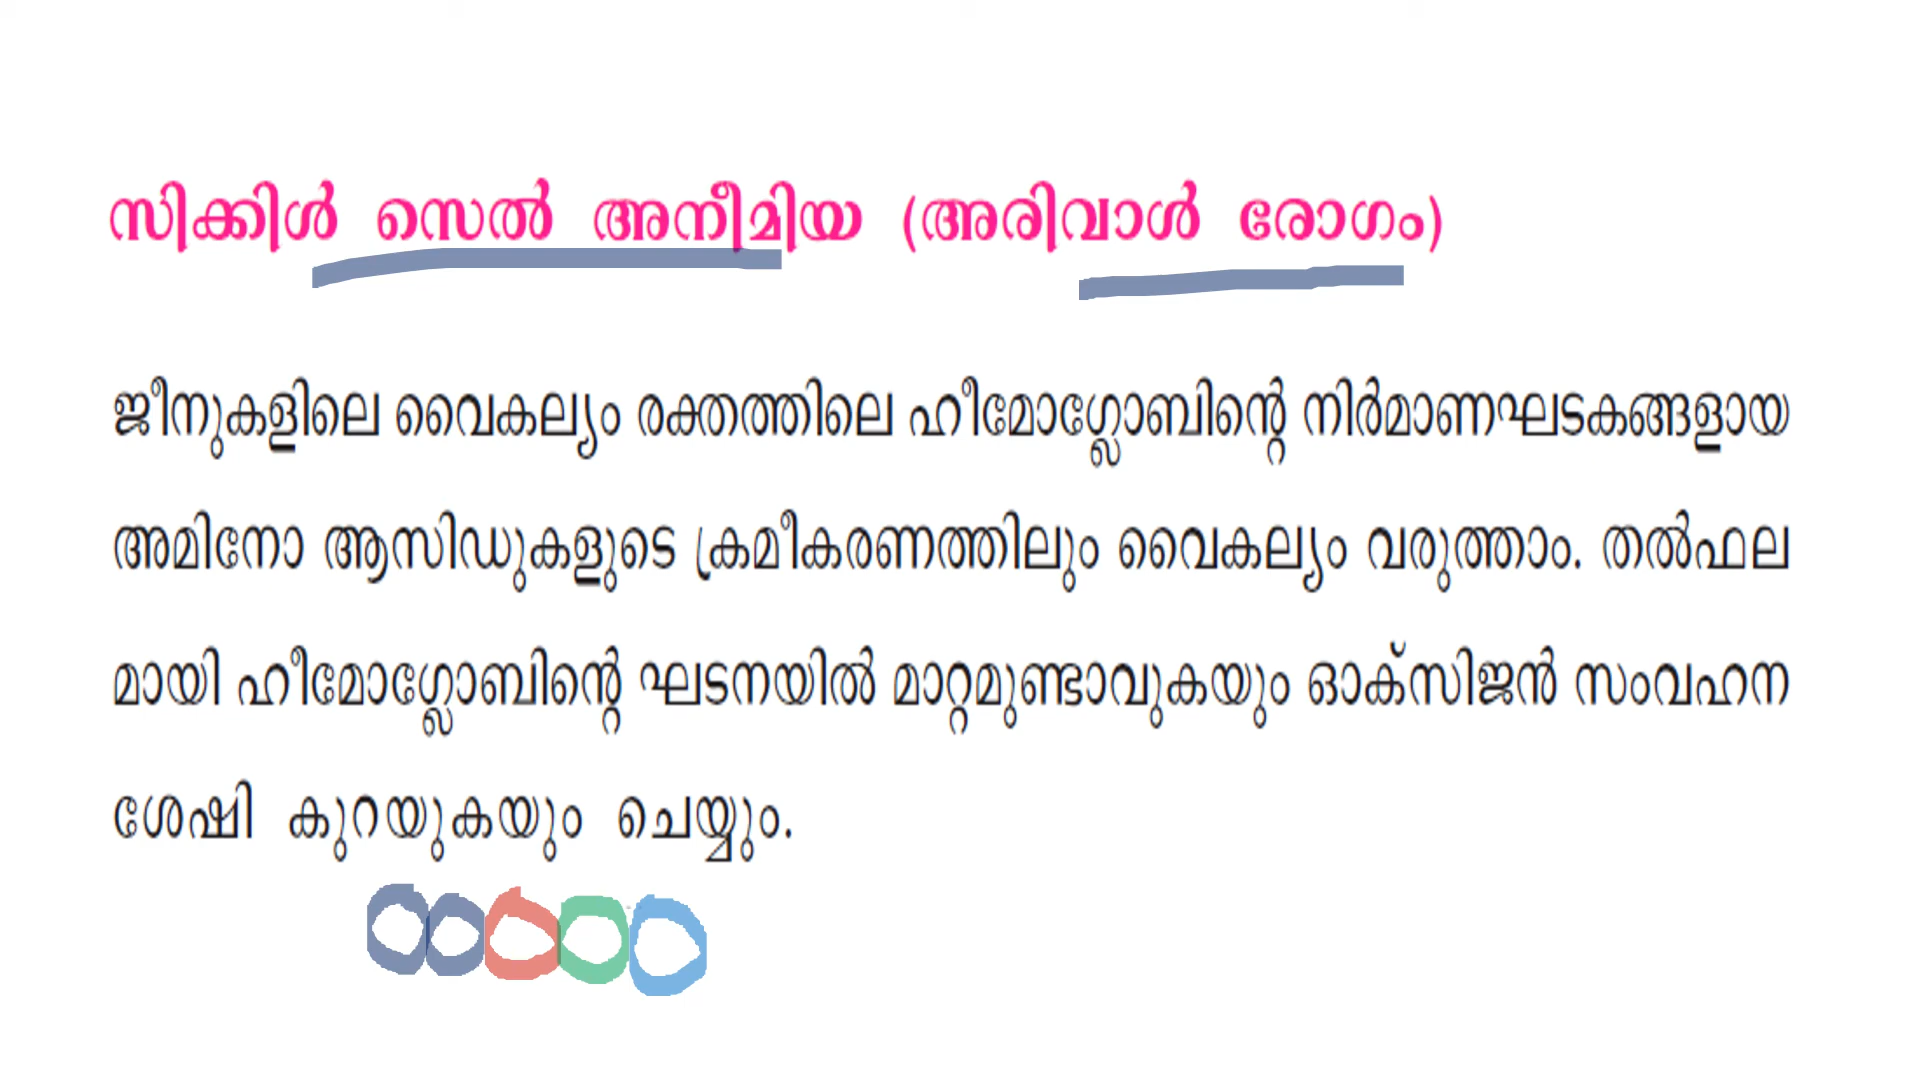 സിക്കിൾ സെൽ അനീമിയ (അരിവാൾ രോഗം)
ജീനുകളിലെ വൈകല്യം രക്തത്തിലെ ഹീമോഗ്ലോബിന്റെ നിർമാണഘടകങ്ങളായ
അമിനോ ആസിഡുകളുടെ ക്രമീകരണത്തിലും വൈകല്യം വരുത്താം. തൽഫല
മായി ഹീമോഗ്ലോബിന്റെ ഘടനയിൽ മാറ്റമുണ്ടാവുകയും ഓക്സിജൻ സംവഹന
ശേഷി കുറയുകയും ചെയ്യും.